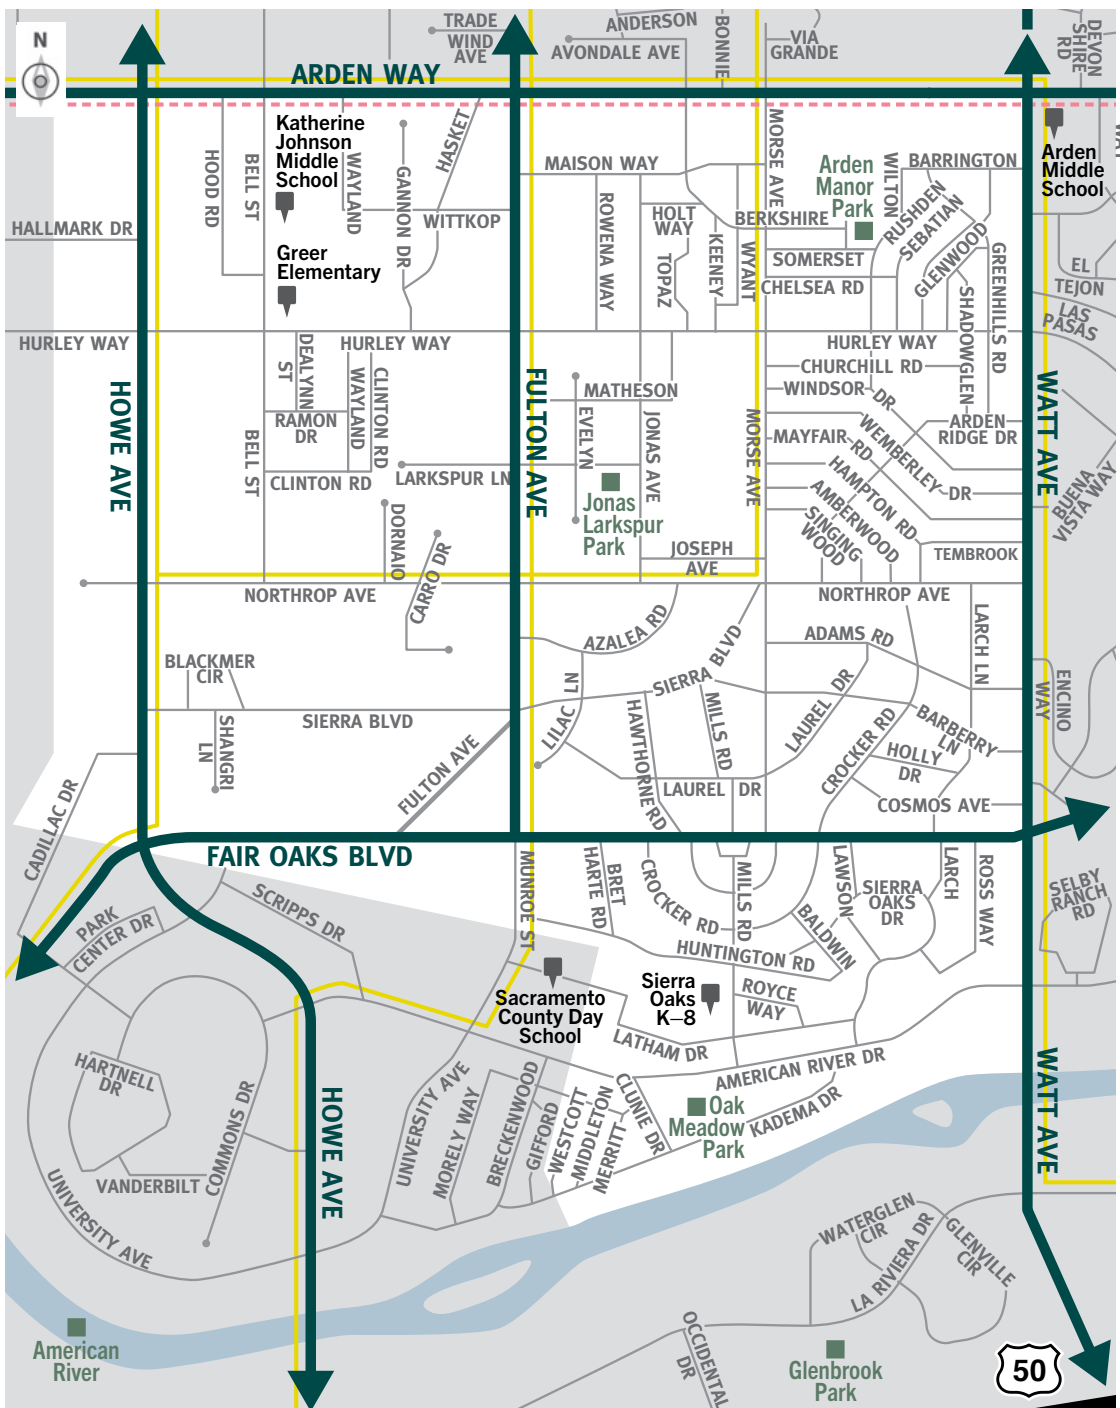 N
TRADE
WIND
AVE
ANDERSON
AVONDALE AVE
BONNIE
VIA
GRANDE
DEVON
SHIRE
RD
ARDEN WAY
Katherine
Johnson
Middle
School
HOOD RD
BELL ST
WAYLAND
GANNON DR
HASKET
WITTKOP
MAISON WAY
MORSE AVE
Arden
Manor
Park
WILTON
BARRINGTON
RUSHDEN
SEBATIAN
GLENWOOD
Arden
Middle
School
HALLMARK DR
Greer
Elementary
ROWENA WAY
HOLT
WAY
TOPAZ
KEENEY
WYANT
BERKSHIRE
SOMERSET
CHELSEA RD
SHADOWGLEN
GREENHILLS RD
EL
TEJON
LAS
PASAS
HURLEY WAY
HURLEY WAY
HURLEY WAY
DEALYNN
ST
WAYLAND
CLINTON RD
RAMON
DR
CLINTON RD
BELL ST
HOWE AVE
FULTON AVE
LARKSPUR LN
MATHESON
EVELYN
JONAS AVE
Jonas
Larkspur
Park
MORSE AVE
CHURCHILL RD
WINDSOR DR
MAYFAIR RD
WEMBERLEY DR
HAMPTON RD
AMBERWOOD
SINGING
WOOD
ARDEN
RIDGE DR
WATT AVE
BUENA
VISTA WAY
TEMBROOK
DORNAIO
CARRO DR
JOSEPH
AVE
NORTHROP AVE
NORTHROP AVE
AZALEA RD
ADAMS RD
LARCH LN
BLACKMER
CIR
SIERRA BLVD
SHANGRI
LN
SIERRA BLVD
LILAC LN
HAWTHORNE RD
MILLS RD
LAUREL DR
LAUREL DR
CROCKER RD
BARBERRY
LN
HOLLY
DR
COSMOS AVE
ENCINO
WAY
FULTON AVE
CADILLAC DR
FAIR OAKS BLVD
PARK
CENTER DR
SCRIPPS DR
MUNROE ST
BRET
HARTE RD
CROCKER RD
MILLS RD
HUNTINGTON RD
BALDWIN
LAWSON
SIERRA
OAKS
DR
LARCH
ROSS WAY
SELBY
RANCH
RD
Sacramento
County Day
School
Sierra
Oaks
K–8
ROYCE
WAY
LATHAM DR
AMERICAN RIVER DR
KADEMA DR
Oak
Meadow
Park
CLUNIE DR
HARTNELL
DR
COMMONS DR
VANDERBILT
UNIVERSITY AVE
HOWE AVE
UNIVERSITY AVE
MORELY WAY
BRECKENWOOD
GIFFORD
WESTCOTT
MIDDLETON
MERRITT
WATT AVE
WATERGLEN
CIR
LA RIVIERA DR
GLENVILLE
CIR
American
River
OCCIDENTAL
DR
Glenbrook
Park
50